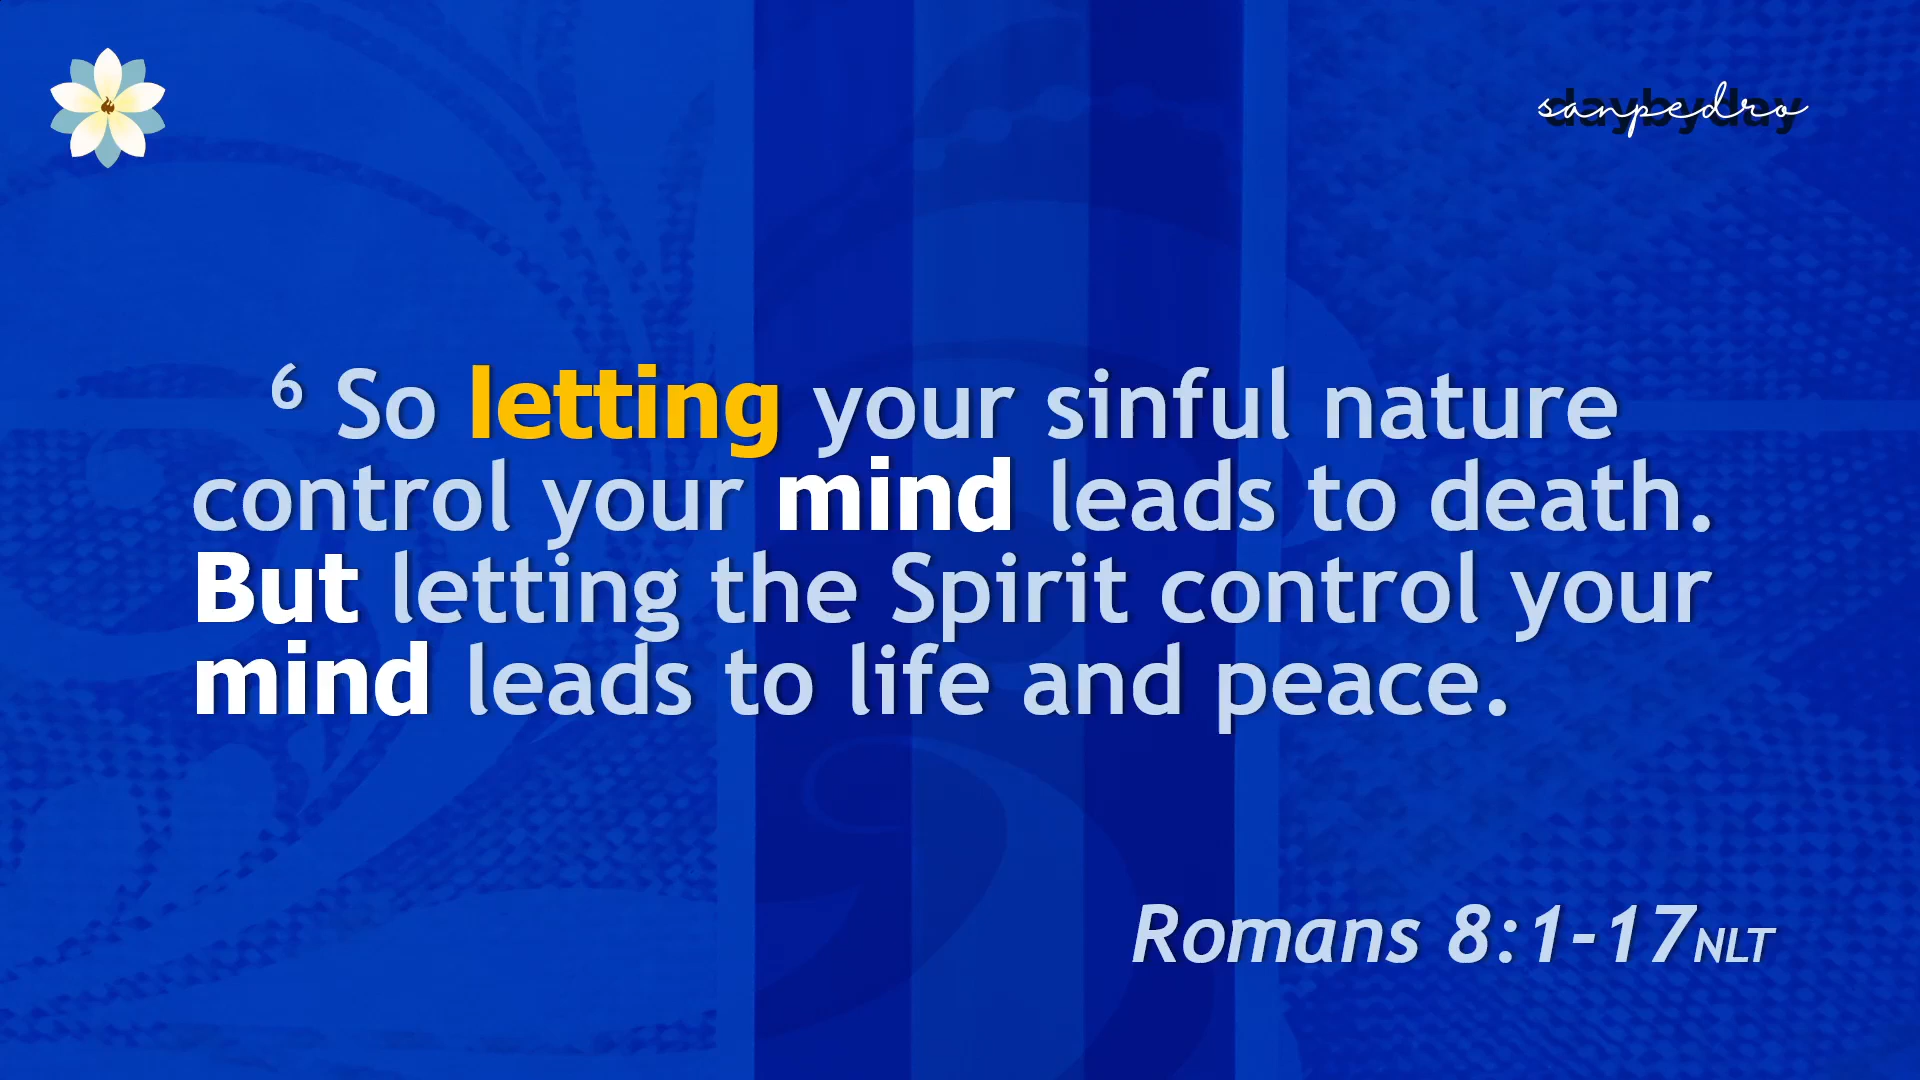 daybyday
sanpedro
6 So letting your sinful nature
control your mind leads to death.
But letting the Spirit control your
mind leads to life and peace.
Romans 8:1-17NLT